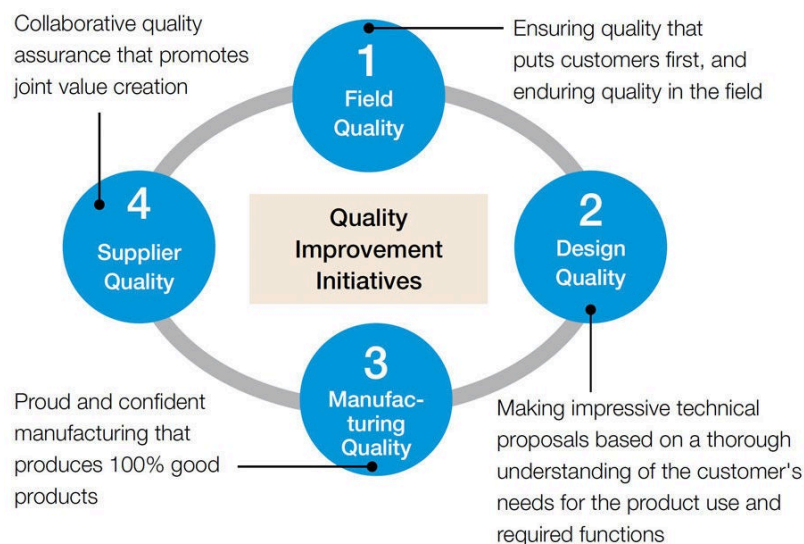 Collaborative quality
assurance that promotes
joint value creation
1
Field
Quality
Ensuring quality that
puts customers first, and
enduring quality in the field
4
Supplier
Quality
Quality
Improvement
Initiatives
2
Design
Quality
3
Manufac-
turing
Quality
Proud and confident
manufacturing that
produces 100% good
products
Making impressive technical
proposals based on a thorough
understanding of the customer's
needs for the product use and
required functions